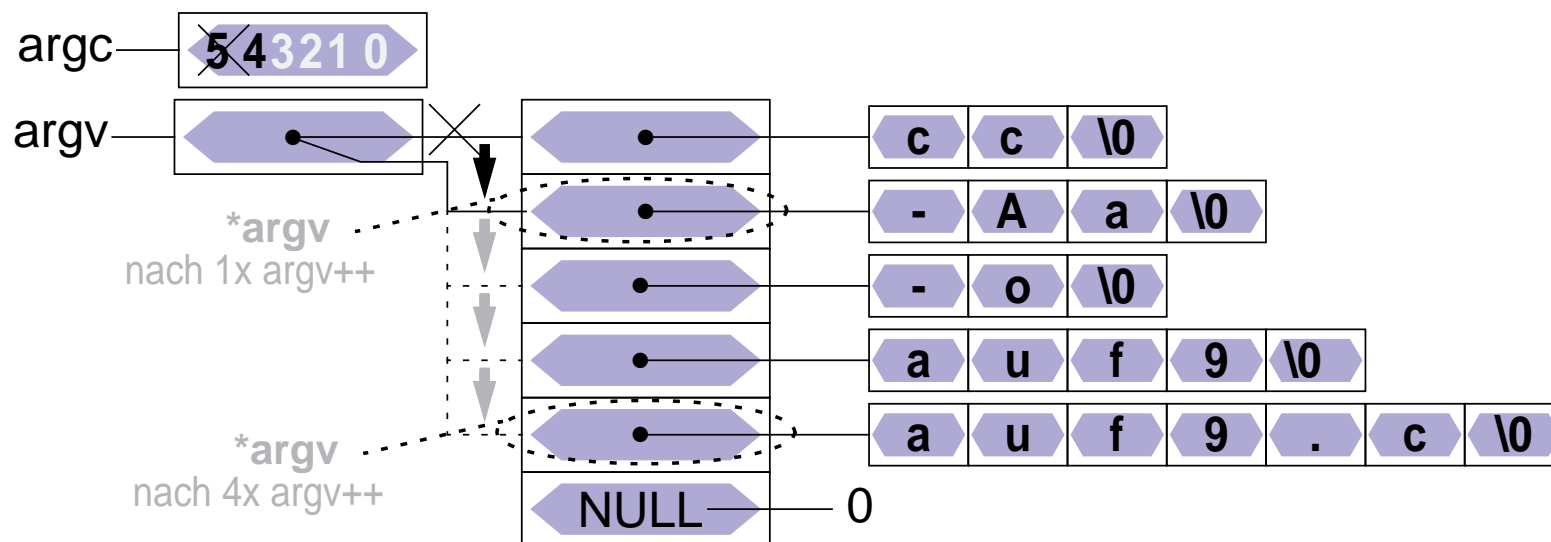 argc 5 4 3 2 1 0
argv c c \0
- A a \0
*argv
nach 1x argv++
- o \0
a u f 9 \0
a u f 9 . c \0
*argv
nach 4x argv++
NULL 0